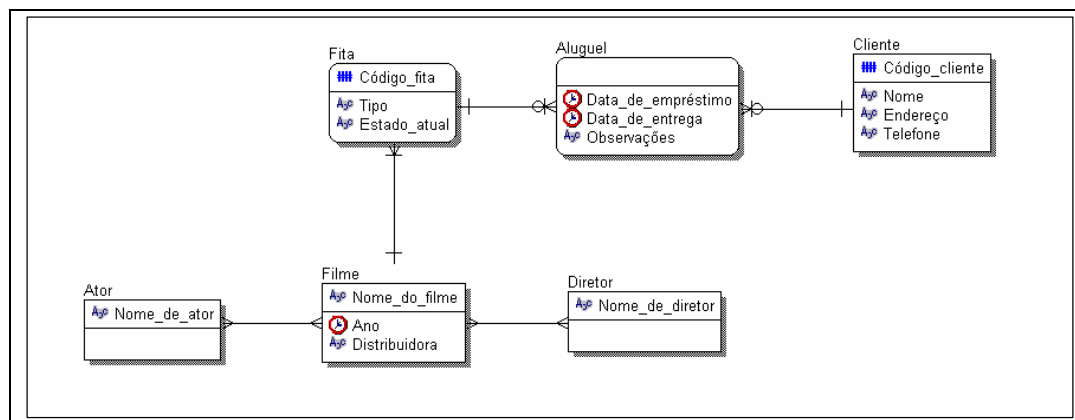 Fita
Código_fita
Tipo
Estado_atual
Aluguel
Data_de_empréstimo
Data_de_entrega
Observações
Cliente
Código_cliente
Nome
Endereço
Telefone
Ator
Nome_de_ator
Filme
Nome_do_filme
Ano
Distribuidora
Diretor
Nome_de_diretor